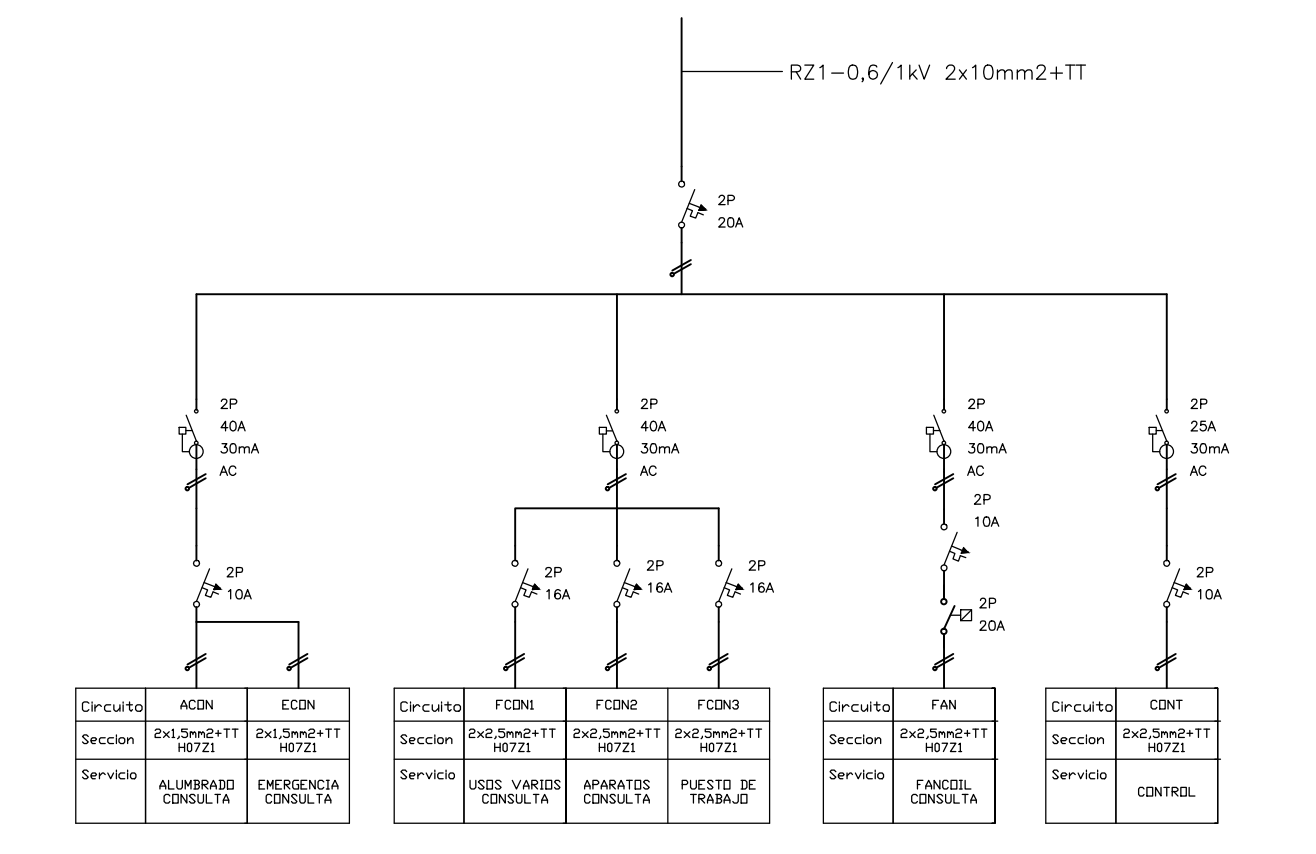 RZ1-0,6/1kV 2x10mm2+TT
2P
20A
2P
40A
30mA
AC
2P
40A
30mA
AC
2P
40A
30mA
AC
2P
25A
30mA
AC
2P
10A
2P
10A
2P
16A
2P
16A
2P
16A
2P
20A
2P
10A
Circuito ACON ECON
Seccion 2x1,5mm2+TT 2x1,5mm2+TT
H07Z1 H07Z1
Servicio
ALUMBRADO EMERGENCIA
CONSULTA CONSULTA
Circuito FCON1 FCON2 FCON3
Seccion 2x2,5mm2+TT 2x2,5mm2+TT 2x2,5mm2+TT
H07Z1 H07Z1 H07Z1
Servicio
USOS VARIOS APARATOS PUESTO DE
CONSULTA CONSULTA TRABAJO
Circuito FAN
Seccion 2x2,5mm2+TT
H07Z1
Servicio
FANCOIL
CONSULTA
Circuito CONT
Seccion 2x2,5mm2+TT
H07Z1
Servicio
CONTROL